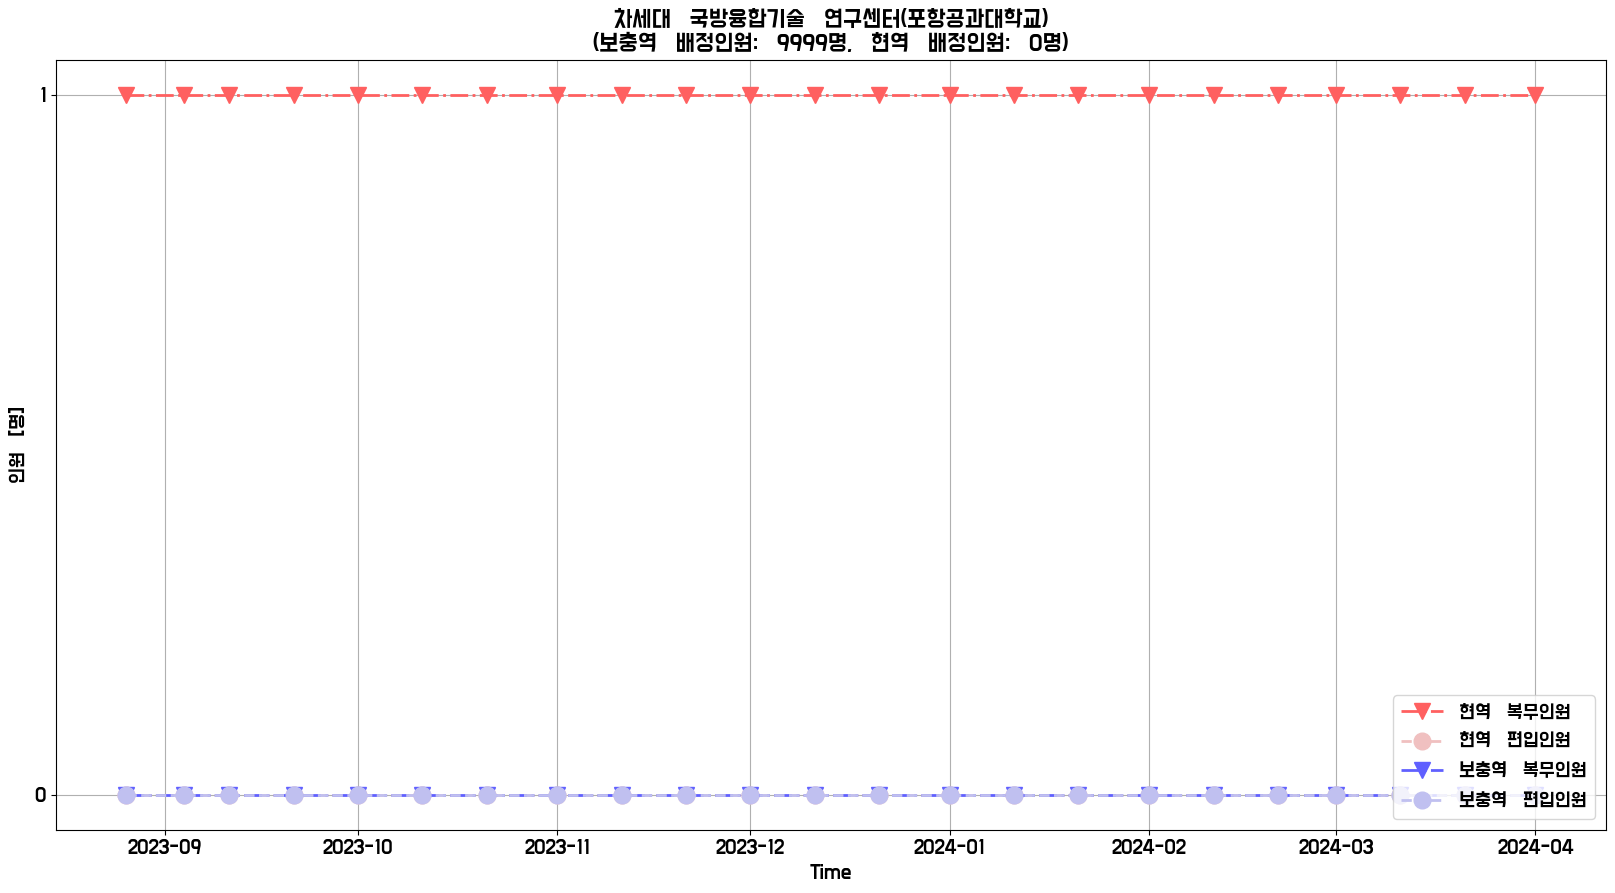 차세대 국방융합기술 연구센터(포항공과대학교)
(보충역 배정인원: 9999명, 현역 배정인원: 0명)
1
인원 [명]
0
현역 복무인원
현역 편입인원
보충역 복무인원
보충역 편입인원
2023-09 2023-10 2023-11 2023-12 2024-01 2024-02 2024-03 2024-04
Time